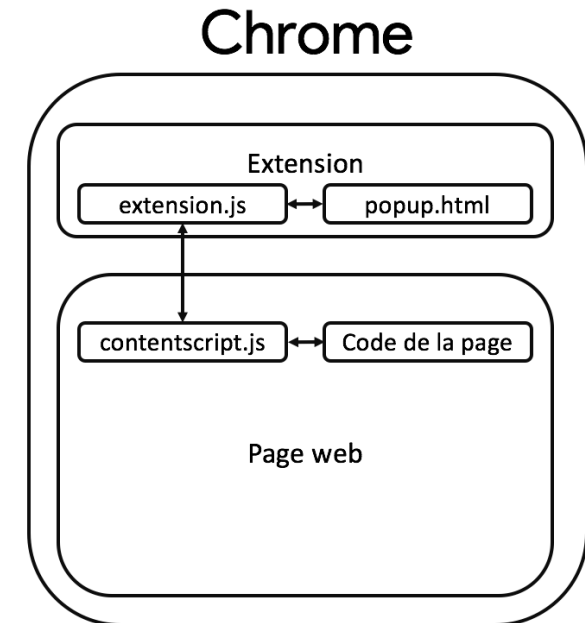 Chrome
Extension
extension.js
popup.html
contentscript.js
Code de la page
Page web